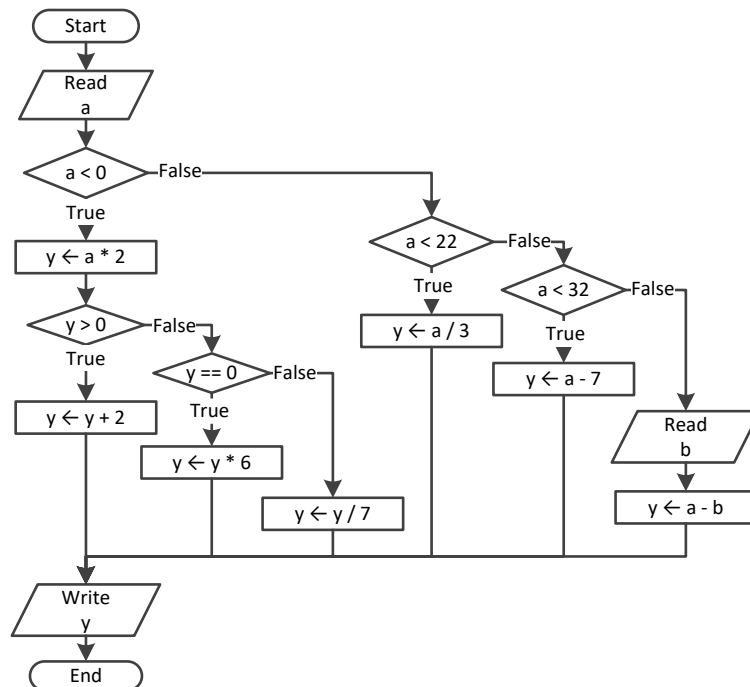 Start
Read
a
a < 0
False
True
a < 22
False
y ← a * 2
a < 32
False
True
y > 0
False
y ← a / 3
True
True
y == 0
False
y ← a - 7
True
y ← y + 2
Read
b
y ← y * 6
y ← y / 7
y ← a - b
Write
y
End